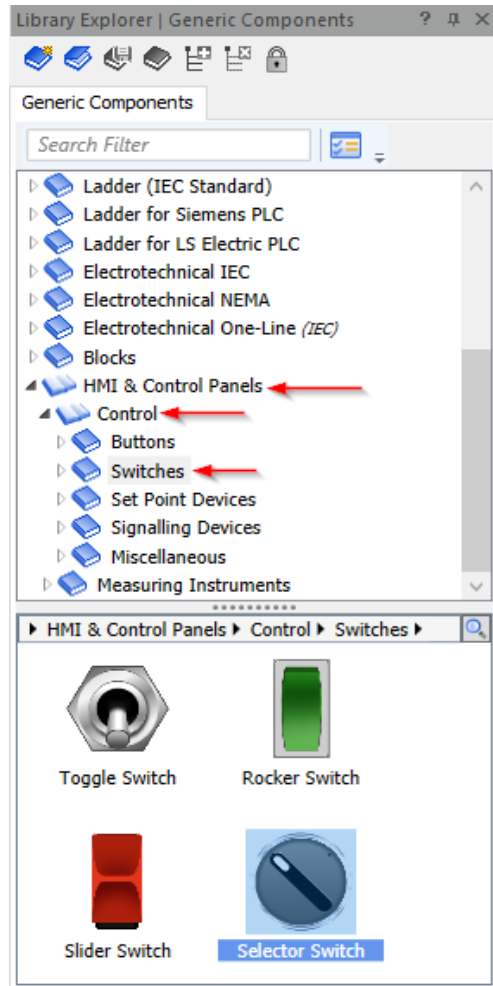 Library Explorer | Generic Components ?
Generic Components
Search Filter
Ladder (IEC Standard)
Ladder for Siemens PLC
Ladder for LS Electric PLC
Electrotechnical IEC
Electrotechnical NEMA
Electrotechnical One-Line (IEC)
Blocks
HMI & Control Panels
Control
Buttons
Switches
Set Point Devices
Signalling Devices
Miscellaneous
Measuring Instruments
HMI & Control Panels Control Switches
Toggle Switch Rocker Switch
Slider Switch Selector Switch